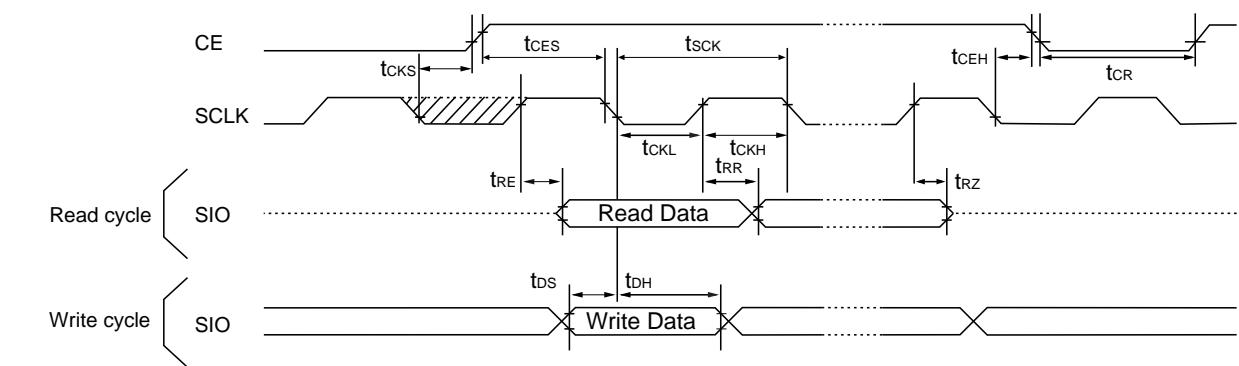 CE
tCES
tSCK
tCKS
tCEH
tCR
SCLK
tCKL
tCKH
tRE
tRR
tRZ
Read cycle
SIO
Read Data
tDS
tDH
Write cycle
SIO
Write Data